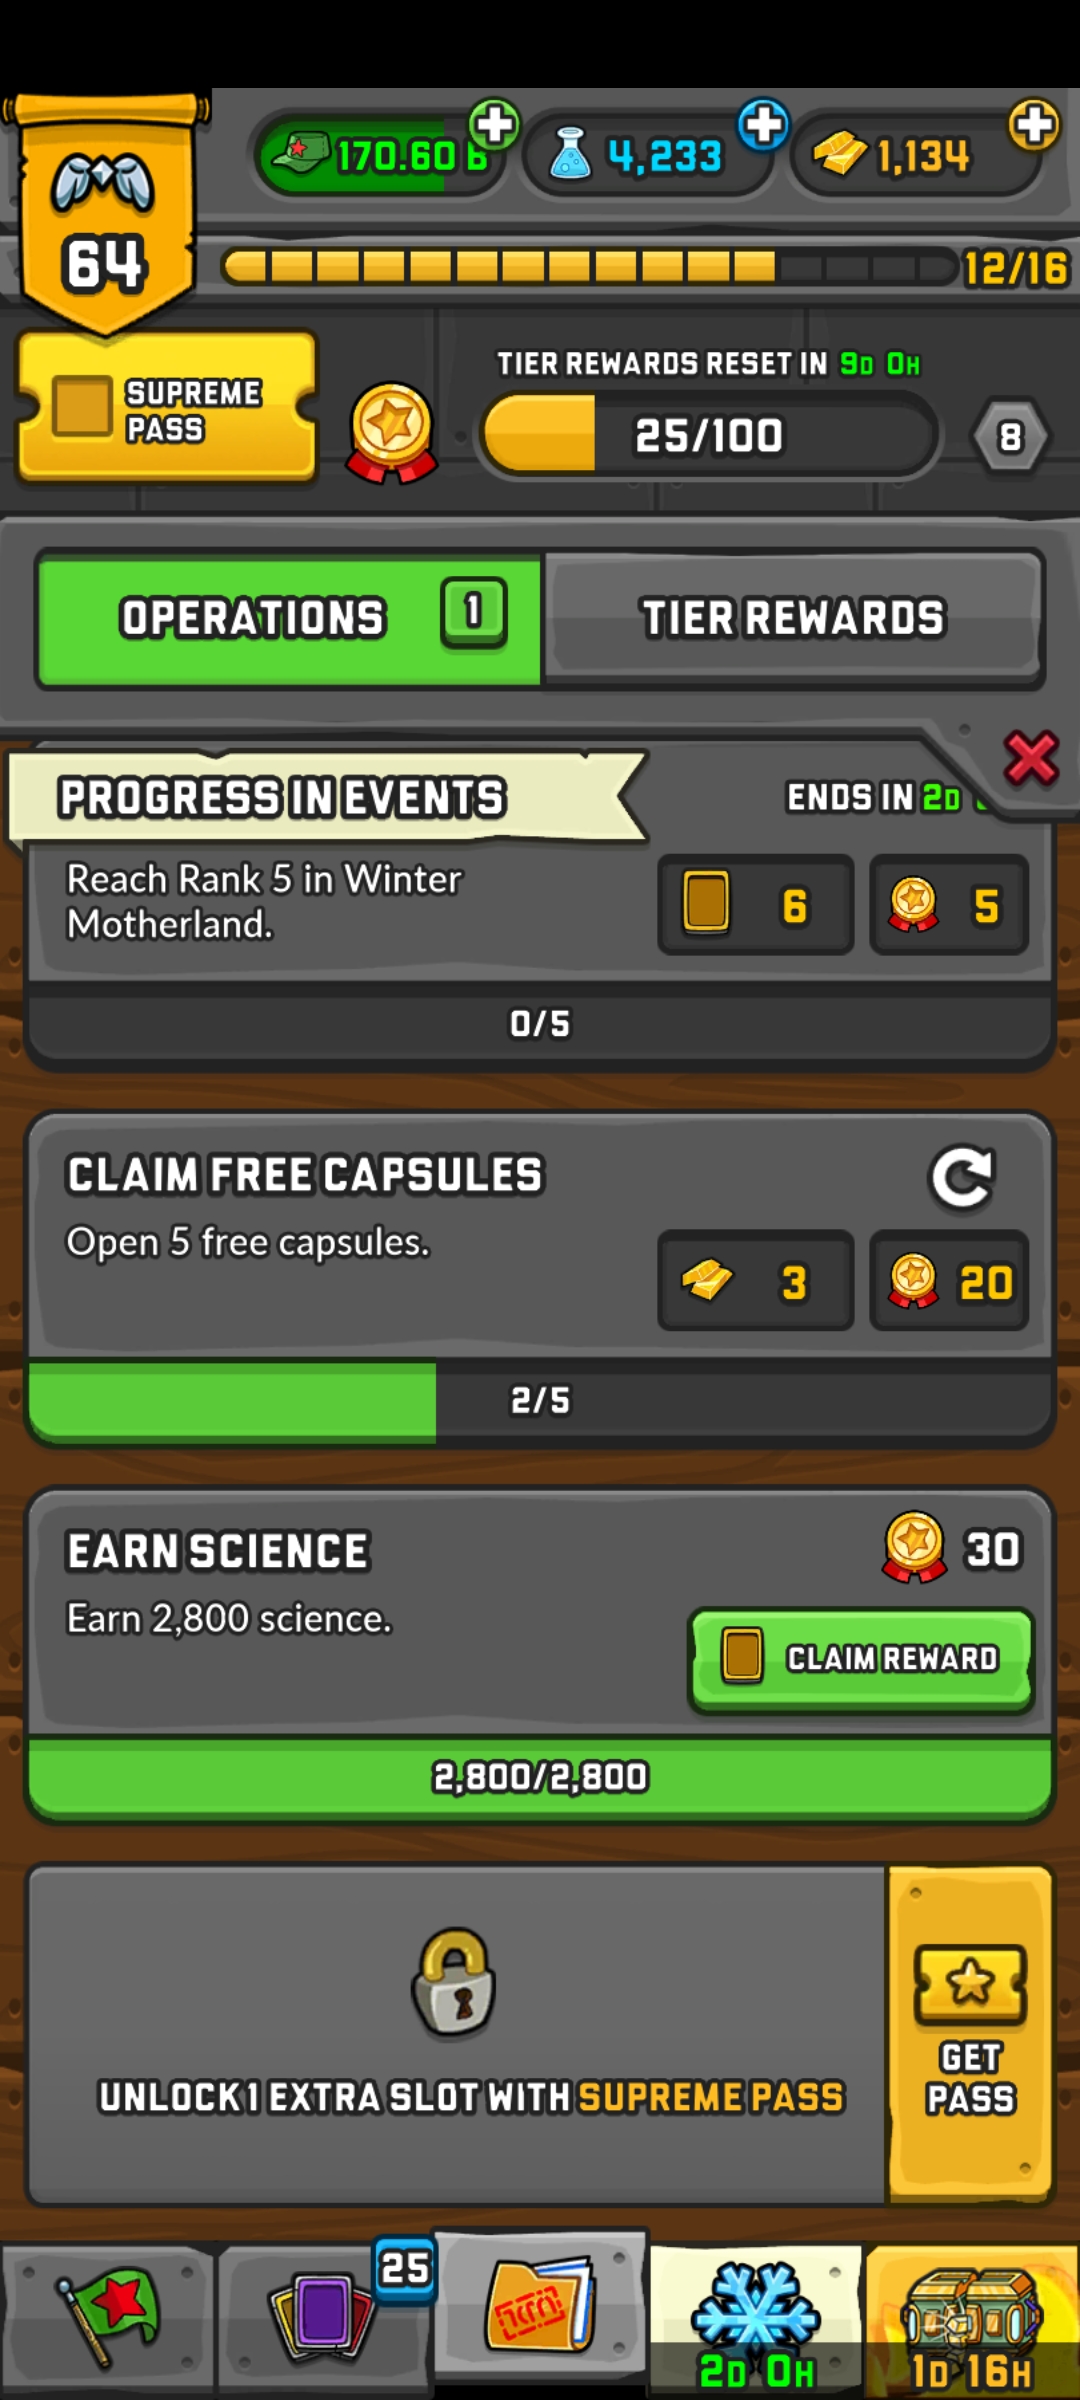 170.60 B
4,233
1,134
64
12/16
SUPREME
PASS
TIER REWARDS RESET IN 9D 0H
25/100
8
OPERATIONS 1
TIER REWARDS
PROGRESS IN EVENTS
ENDS IN 2D
Reach Rank 5 in Winter
Motherland.
6
5
0/5
CLAIM FREE CAPSULES
Open 5 free capsules.
3
20
2/5
EARN SCIENCE
30
Earn 2,800 science.
CLAIM REWARD
2,800/2,800
UNLOCK 1 EXTRA SLOT WITH SUPREME PASS
GET
PASS
25
2D 0H
1D 16H